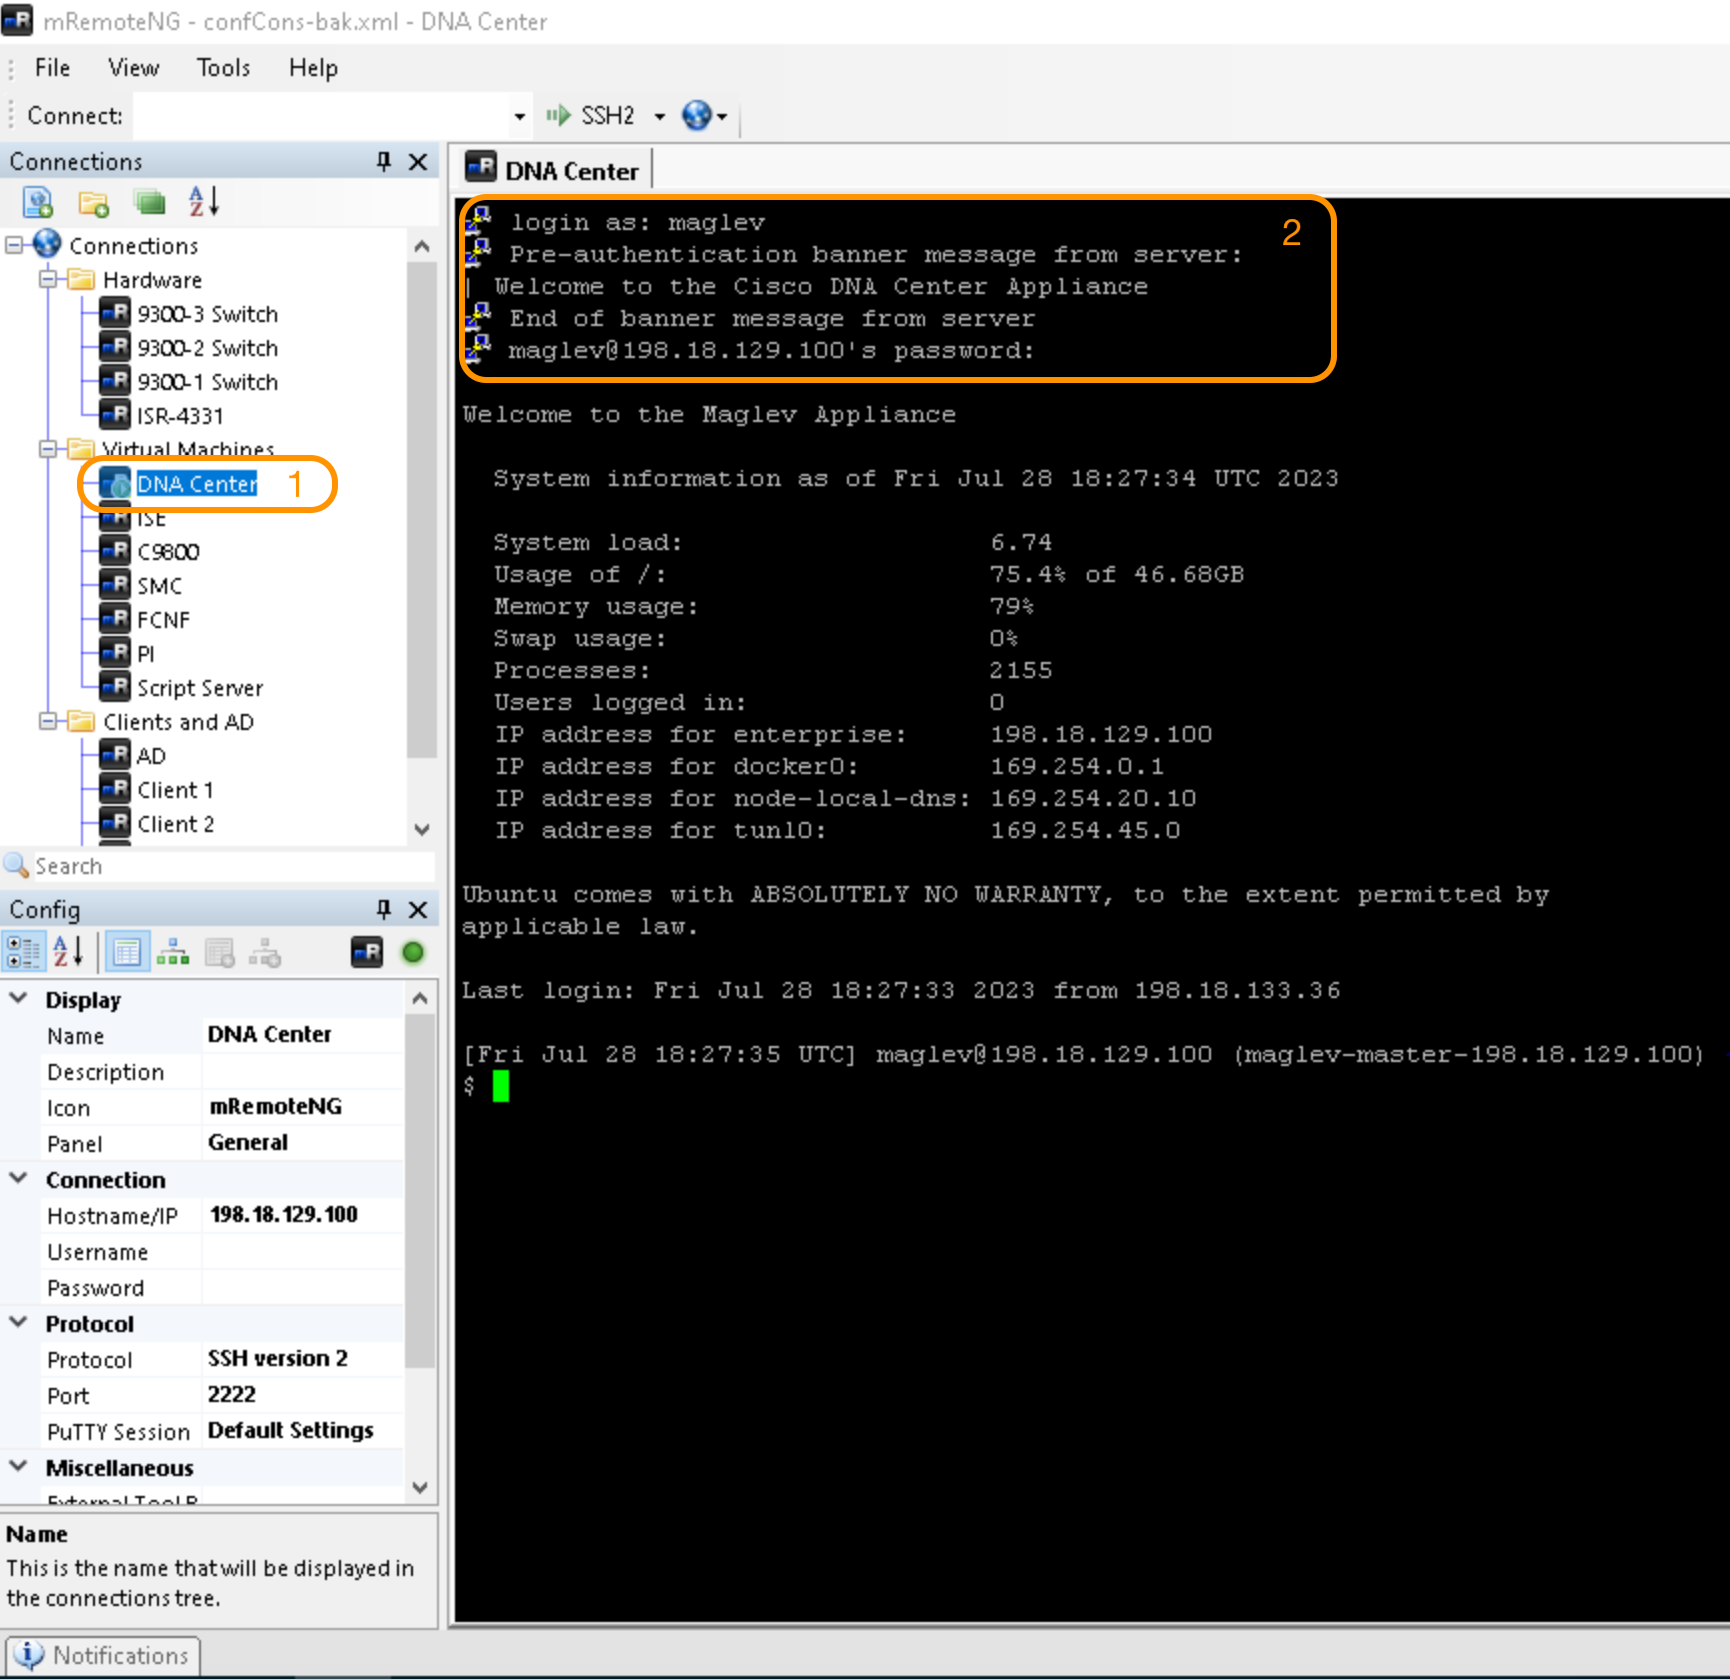 mRemoteNG - confCons-bak.xml - DNA Center
File View Tools Help
Connect: SSH2
Connections
Connections
Hardware
9300-3 Switch
9300-2 Switch
9300-1 Switch
ISR-4331
Virtual Machines
DNA Center 1
ISE
C9800
SMC
FCNF
PI
Script Server
Clients and AD
AD
Client 1
Client 2
Search
Config
Display
Name DNA Center
Description
Icon mRemoteNG
Panel General
Connection
Hostname/IP 198.18.129.100
Username
Password
Protocol
Protocol SSH version 2
Port 2222
PuTTY Session Default Settings
Miscellaneous
External Tool B
Name
This is the name that will be displayed in
the connections tree.
Notifications
DNA Center
login as: maglev 2
Pre-authentication banner message from server:
| Welcome to the Cisco DNA Center Appliance
End of banner message from server
maglev@198.18.129.100's password:
Welcome to the Maglev Appliance
System information as of Fri Jul 28 18:27:34 UTC 2023
System load: 6.74
Usage of /: 75.4% of 46.68GB
Memory usage: 79%
Swap usage: 0%
Processes: 2155
Users logged in: 0
IP address for enterprise: 198.18.129.100
IP address for docker0: 169.254.0.1
IP address for node-local-dns: 169.254.20.10
IP address for tunl0: 169.254.45.0
Ubuntu comes with ABSOLUTELY NO WARRANTY, to the extent permitted by
applicable law.
Last login: Fri Jul 28 18:27:33 2023 from 198.18.133.36
[Fri Jul 28 18:27:35 UTC] maglev@198.18.129.100 (maglev-master-198.18.129.100)
$